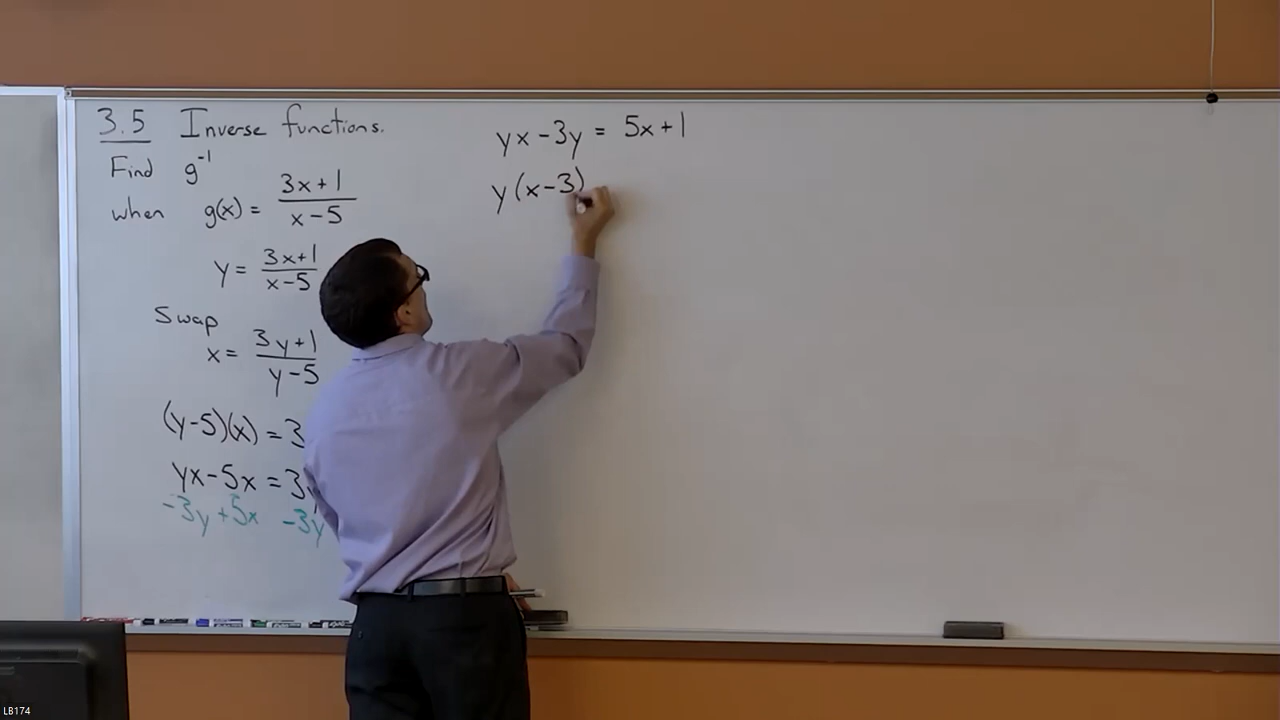 3.5 Inverse functions.
Find g⁻¹
when g(x) = 3x+1 / x-5
y = 3x+1 / x-5
Swap
x = 3y+1 / y-5
(y-5)(x) = 3
yx-5x = 3y
-3y +5x -3y
yx-3y = 5x+1
y(x-3)
LB174